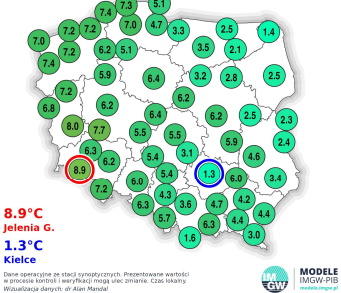 7.3 5.1
7.4
7.2 7.0 4.7 3.3 2.5 1.4
7.0 7.2 6.2 5.1 3.5 2.1
7.4
5.9 6.4 3.2 2.8 2.5
7.2
6.8 6.2 6.4 6.2 6.2 2.5 2.3
8.0 7.7 5.5 5.5 5.9 2.4
6.3 6.2 5.4 3.1 4.6
8.9 6.0 5.4 1.3 6.0 3.4
7.2 4.3 3.6 4.7 4.2
6.3 5.7 6.3 4.4 4.4
1.6 3.0
8.9°C
Jelenia G.
1.3°C
Kielce
Dane operacyjne ze stacji synoptycznych. Prezentowane wartości
w procesie kontroli i weryfikacji mogą ulec zmianie. Czas lokalny.
Wizualizacja danych: dr Alan Mandal
IM
GW
MODELE
IMGW-PIB
modele.imgw.pl